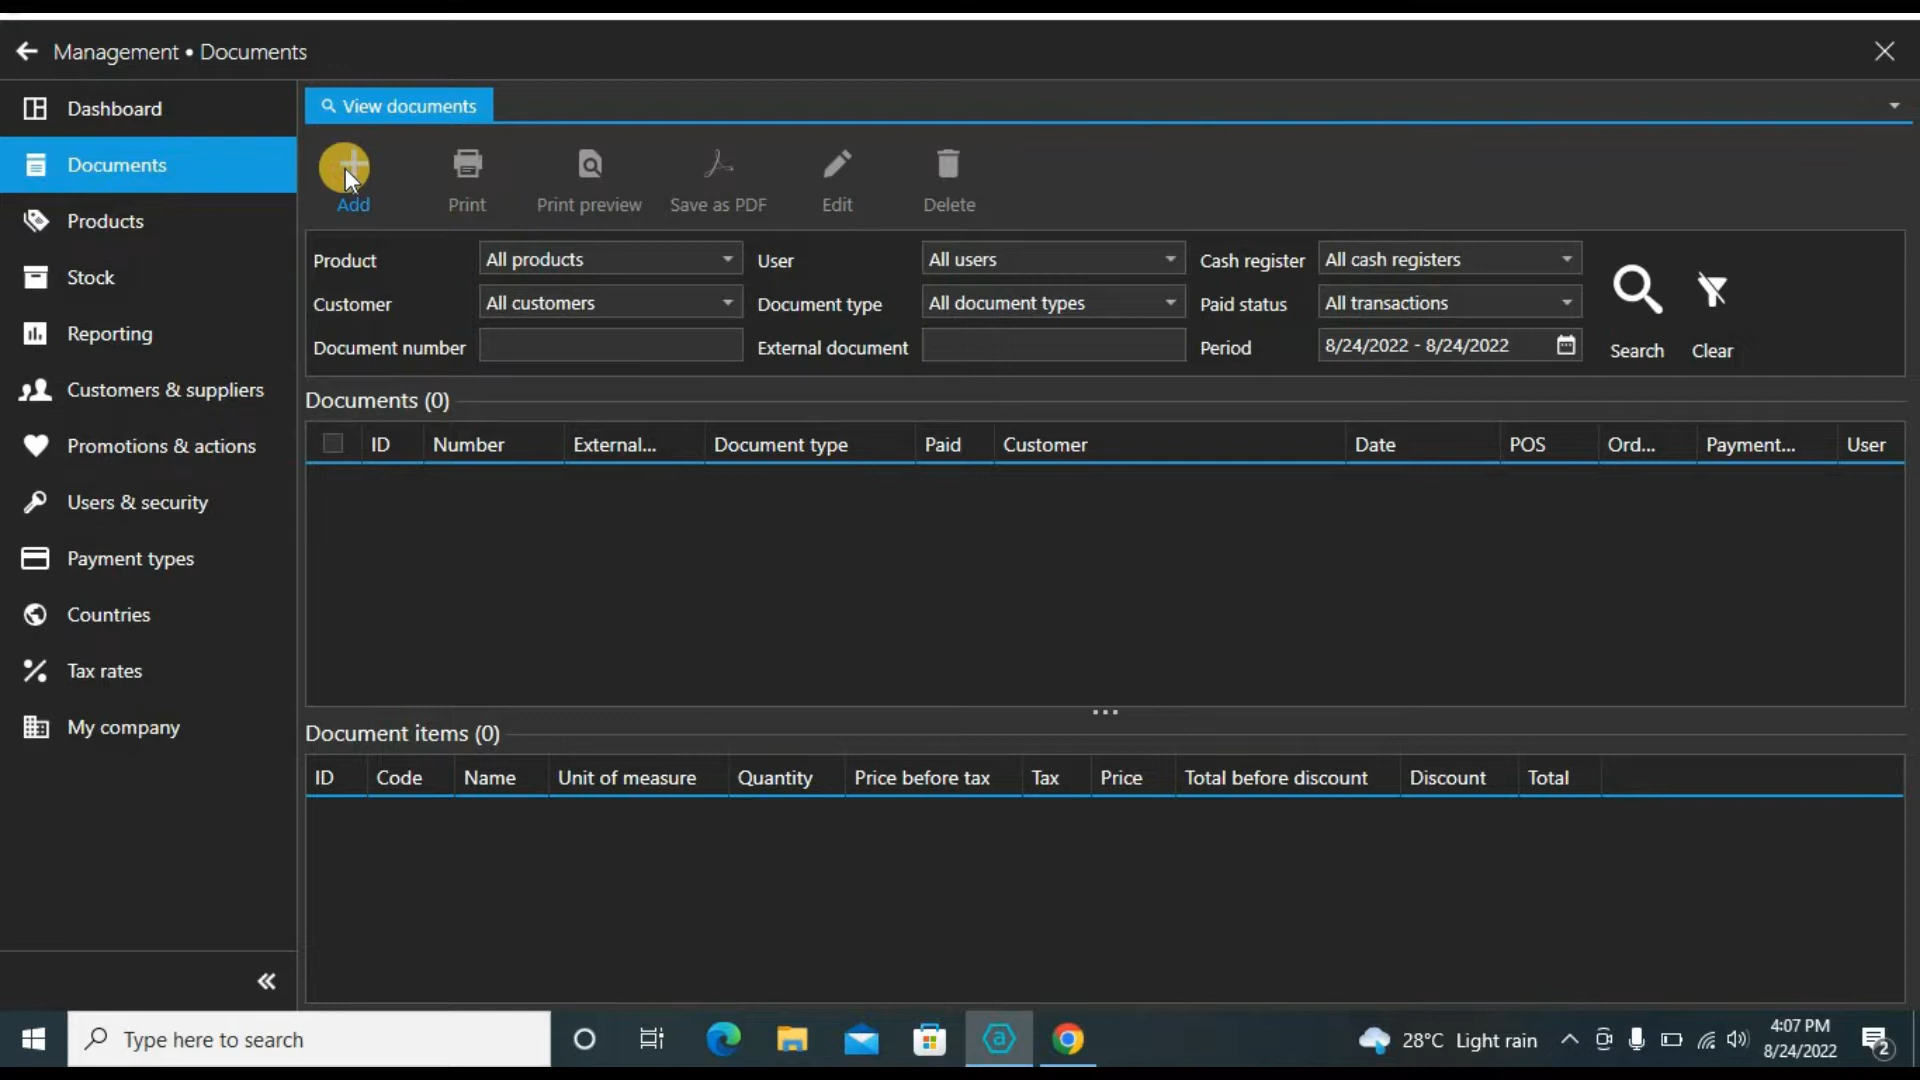 Management • Documents
Dashboard
Documents
Products
Stock
Reporting
Customers & suppliers
Promotions & actions
Users & security
Payment types
Countries
Tax rates
My company
View documents
Add Print Print preview Save as PDF Edit Delete
Product All products User All users Cash register All cash registers
Customer All customers Document type All document types Paid status All transactions
Document number External document Period 8/24/2022 - 8/24/2022
Search Clear
Documents (0)
ID Number External... Document type Paid Customer Date POS Ord... Payment... User
Document items (0)
ID Code Name Unit of measure Quantity Price before tax Tax Price Total before discount Discount Total
Type here to search
28°C Light rain
4:07 PM
8/24/2022
2